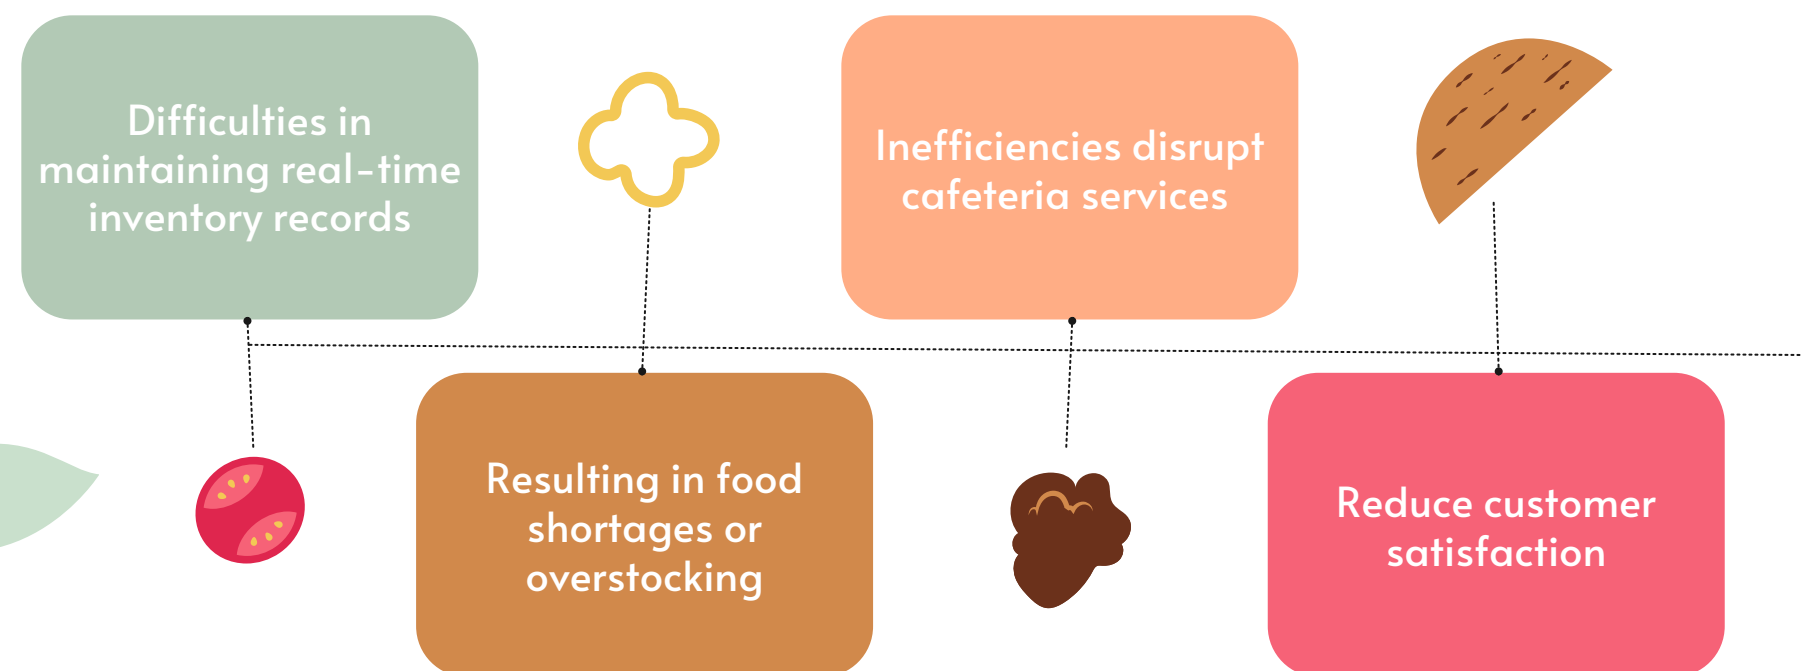 Difficulties in
maintaining real-time
inventory records
Resulting in food
shortages or
overstocking
Inefficiencies disrupt
cafeteria services
Reduce customer
satisfaction